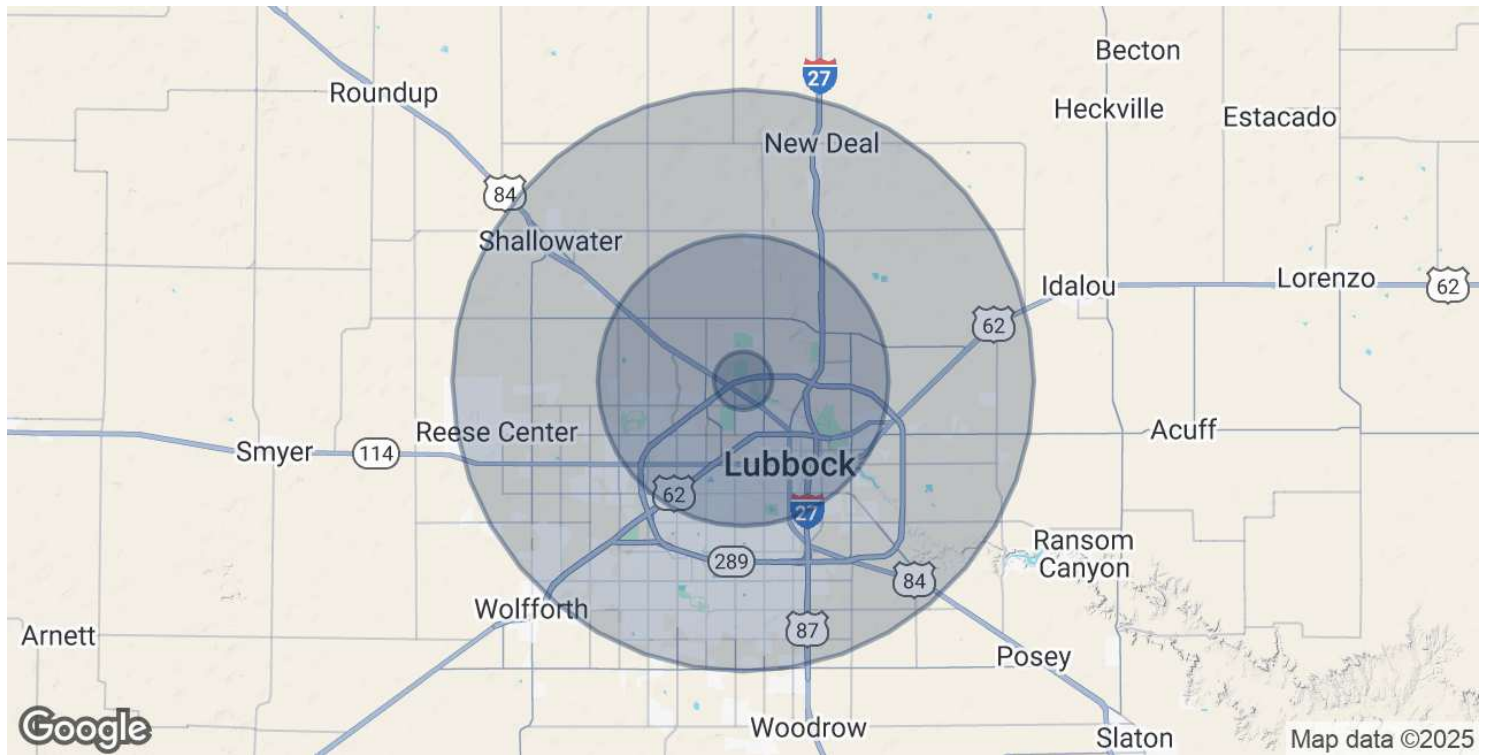 Becton
27
Roundup
Heckville
Estacado
New Deal
84
Shallowater
Idalou
Lorenzo
62
62
Acuff
Reese Center
Smyer
114
Lubbock
62
27
Ransom
Canyon
289
84
Wolfforth
87
Arnett
Posey
Woodrow
Slaton
Google
Map data ©2025